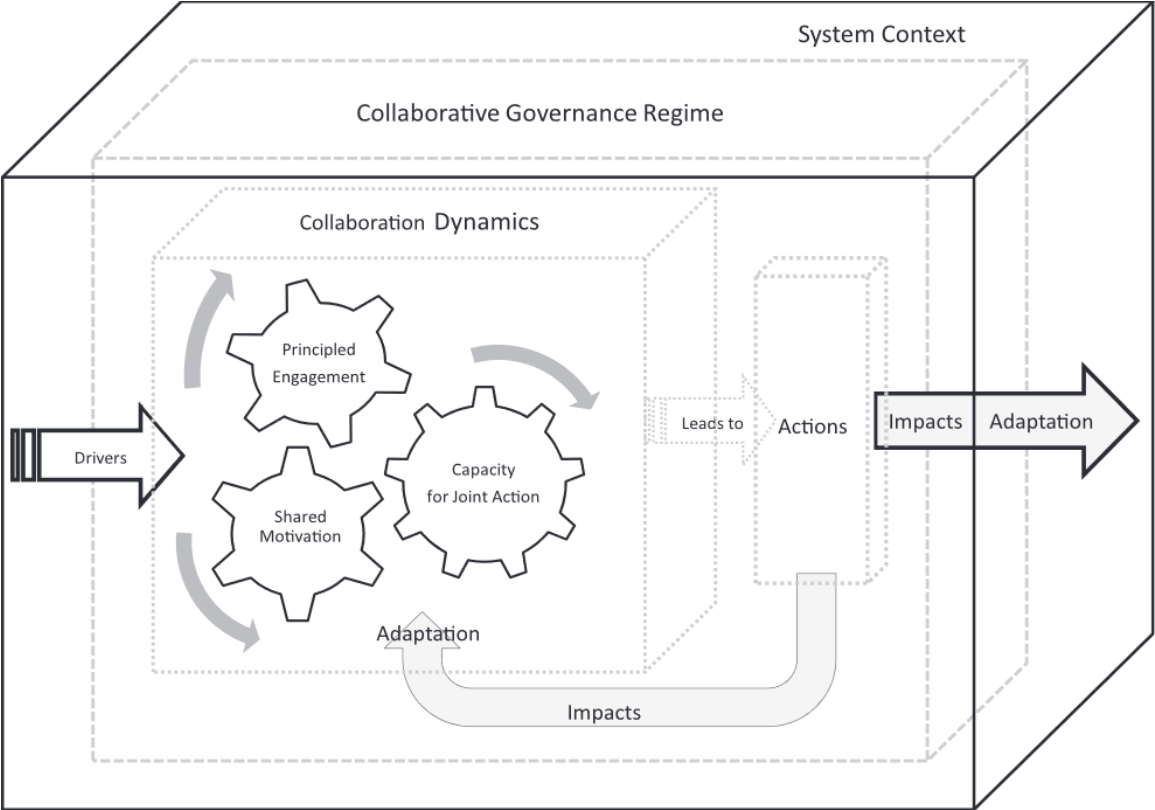 System Context
Collaborative Governance Regime
Collaboration Dynamics
Principled
Engagement
Capacity
for Joint Action
Shared
Motivation
Drivers
Leads to
Actions
Impacts
Adaptation
Adaptation
Impacts